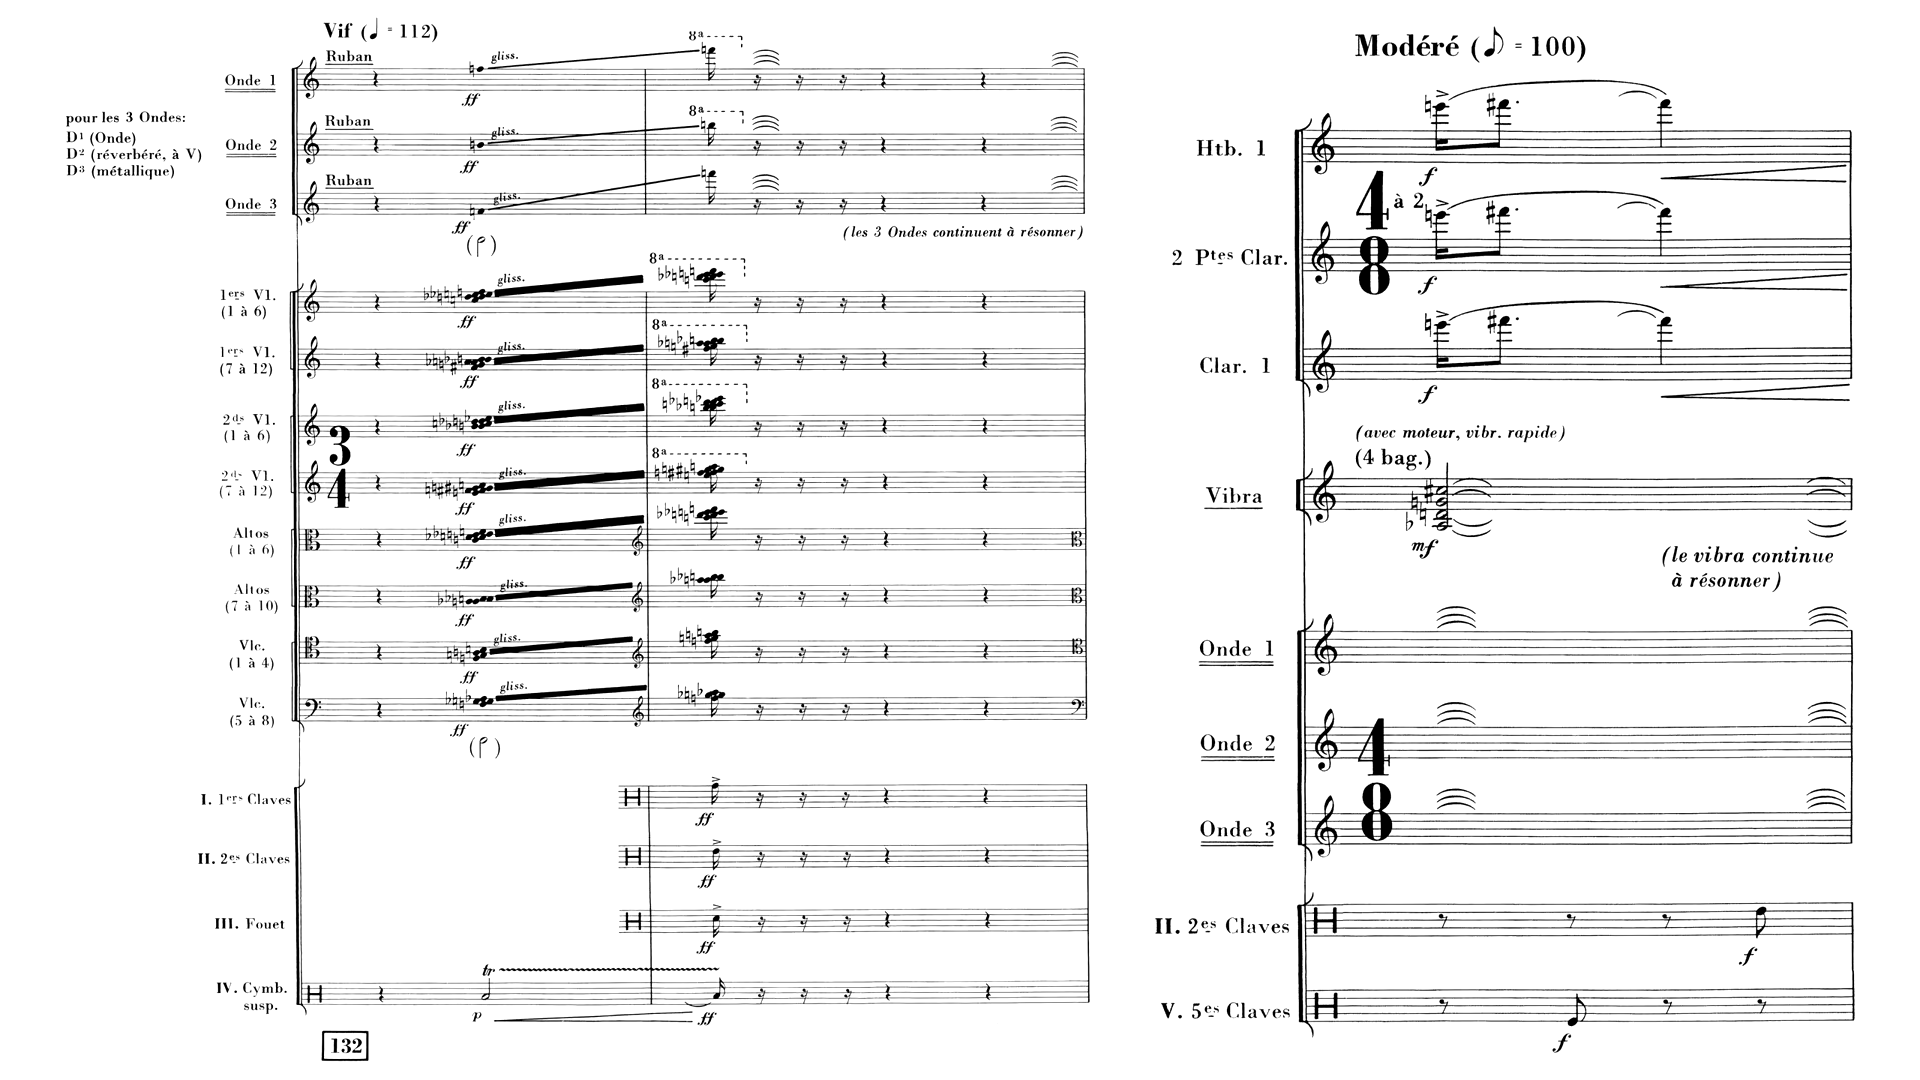 Vif (♩ = 112)
pour les 3 Ondes:
D¹ (Onde)
D² (réverbéré, à V)
D³ (métallique)
Onde 1
Ruban
gliss.
8ª
ff
Onde 2
Ruban
gliss.
8ª
ff
Onde 3
Ruban
gliss.
ff
(les 3 Ondes continuent à résonner)
1ers Vl.
(1 à 6)
gliss.
8ª
ff
1ers Vl.
(7 à 12)
gliss.
8ª
ff
2ds Vl.
(1 à 6)
gliss.
8ª
ff
3
4
2ds Vl.
(7 à 12)
gliss.
8ª
ff
Altos
(1 à 6)
gliss.
ff
Altos
(7 à 10)
gliss.
ff
Vlc.
(1 à 4)
gliss.
ff
Vlc.
(5 à 8)
gliss.
ff
I. 1ers Claves
ff
II. 2es Claves
ff
III. Fouet
ff
IV. Cymb.
susp.
tr
p
ff
132
Modéré (♪ = 100)
Htb. 1
f
4
8
à 2
2 Ptes Clar.
f
Clar. 1
f
(avec moteur, vibr. rapide)
(4 bag.)
Vibra
mf
(le vibra continue
à résonner)
Onde 1
Onde 2
4
8
Onde 3
II. 2es Claves
f
V. 5es Claves
f